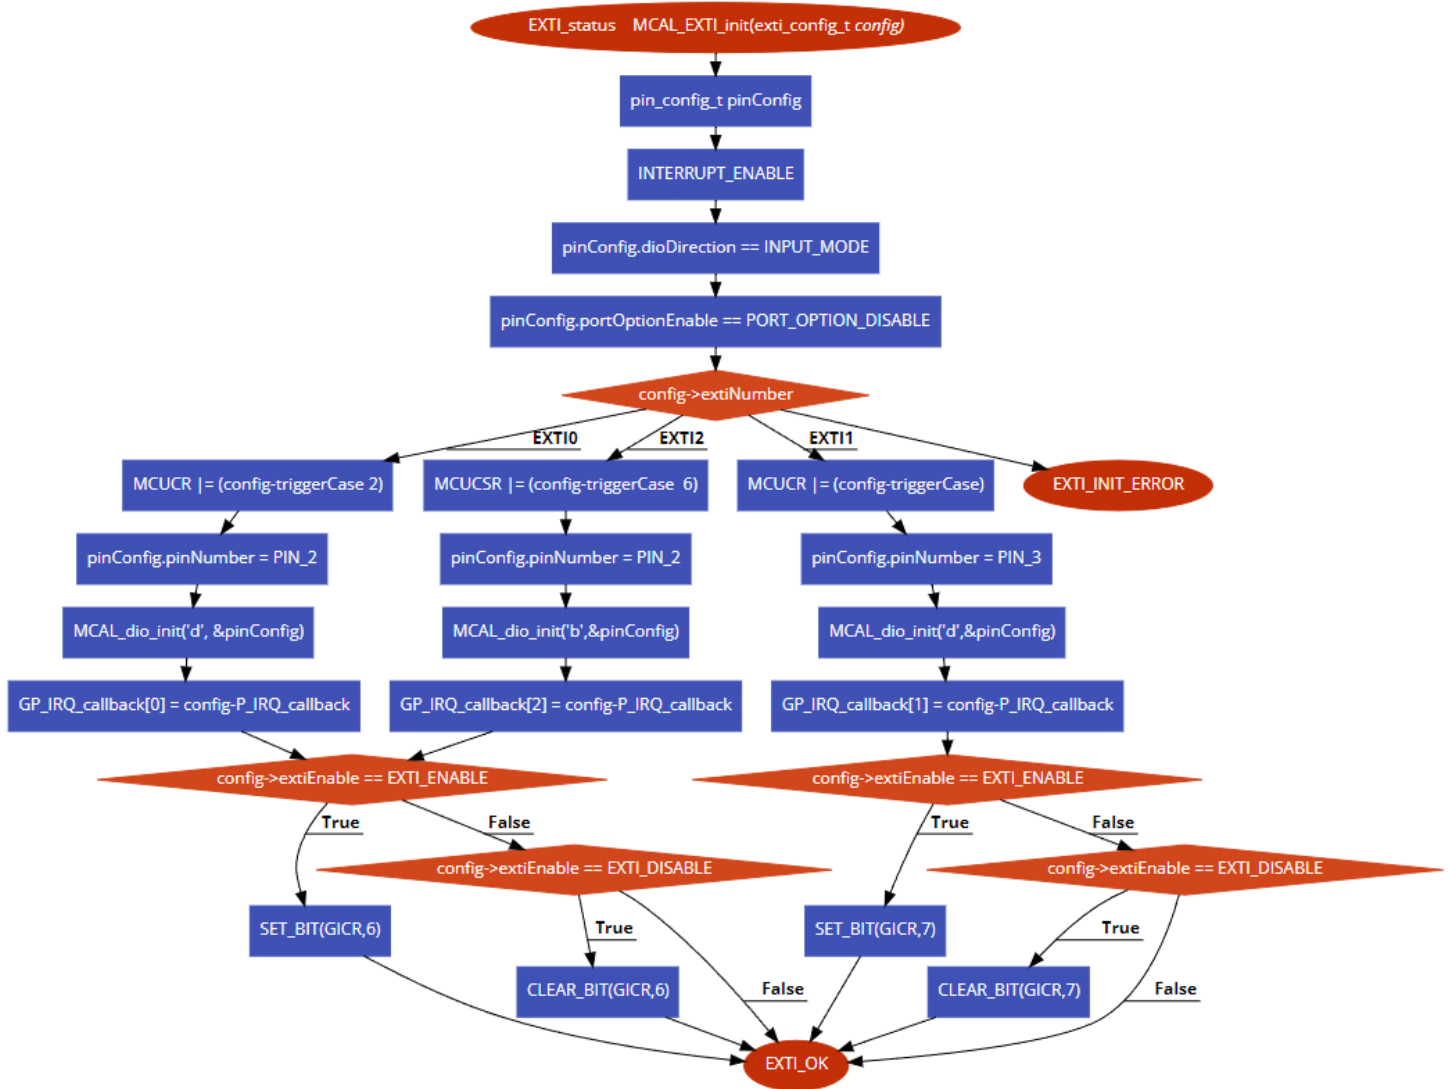 EXTI_status MCAL_EXTI_init(exti_config_t config)
pin_config_t pinConfig
INTERRUPT_ENABLE
pinConfig.dioDirection == INPUT_MODE
pinConfig.portOptionEnable == PORT_OPTION_DISABLE
config->extiNumber
EXTI0
EXTI2
EXTI1
MCUCR |= (config-triggerCase 2)
MCUCSR |= (config-triggerCase 6)
MCUCR |= (config-triggerCase)
EXTI_INIT_ERROR
pinConfig.pinNumber = PIN_2
pinConfig.pinNumber = PIN_2
pinConfig.pinNumber = PIN_3
MCAL_dio_init('d', &pinConfig)
MCAL_dio_init('b',&pinConfig)
MCAL_dio_init('d',&pinConfig)
GP_IRQ_callback[0] = config-P_IRQ_callback
GP_IRQ_callback[2] = config-P_IRQ_callback
GP_IRQ_callback[1] = config-P_IRQ_callback
config->extiEnable == EXTI_ENABLE
config->extiEnable == EXTI_ENABLE
True
False
True
False
config->extiEnable == EXTI_DISABLE
config->extiEnable == EXTI_DISABLE
SET_BIT(GICR,6)
True
SET_BIT(GICR,7)
True
CLEAR_BIT(GICR,6)
False
CLEAR_BIT(GICR,7)
False
EXTI_OK